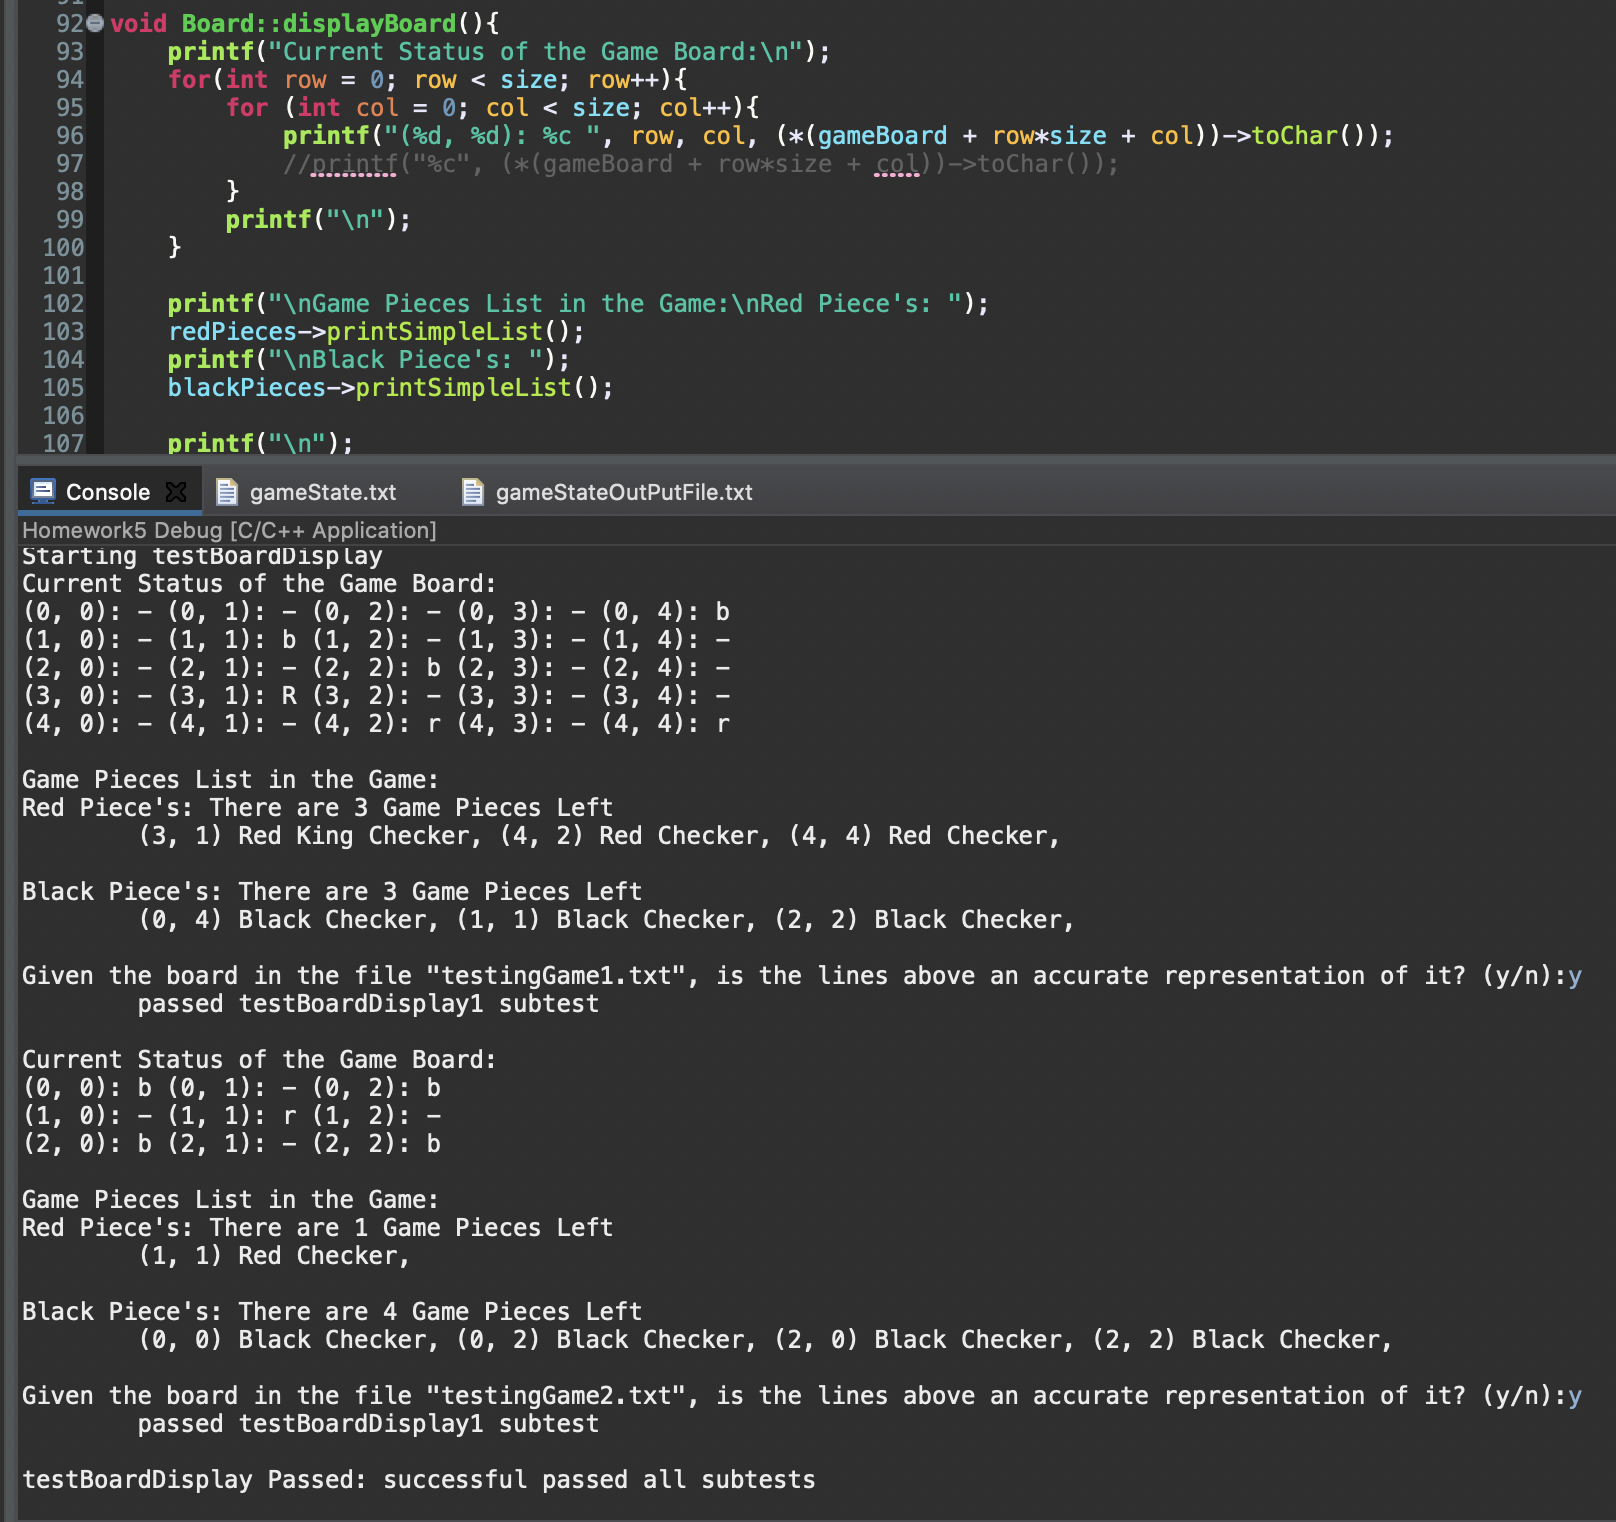 91
92 void Board::displayBoard(){
93 printf("Current Status of the Game Board:\n");
94 for(int row = 0; row < size; row++){
95 for (int col = 0; col < size; col++){
96 printf("(%d, %d): %c ", row, col, (*(gameBoard + row*size + col))->toChar());
97 //printf("%c", (*(gameBoard + row*size + col))->toChar());
98 }
99 printf("\n");
100 }
101
102 printf("\nGame Pieces List in the Game:\nRed Piece's: ");
103 redPieces->printSimpleList();
104 printf("\nBlack Piece's: ");
105 blackPieces->printSimpleList();
106
107 printf("\n");
Console gameState.txt gameStateOutPutFile.txt
Homework5 Debug [C/C++ Application]
Starting testBoardDisplay
Current Status of the Game Board:
(0, 0): - (0, 1): - (0, 2): - (0, 3): - (0, 4): b
(1, 0): - (1, 1): b (1, 2): - (1, 3): - (1, 4): -
(2, 0): - (2, 1): - (2, 2): b (2, 3): - (2, 4): -
(3, 0): - (3, 1): R (3, 2): - (3, 3): - (3, 4): -
(4, 0): - (4, 1): - (4, 2): r (4, 3): - (4, 4): r
Game Pieces List in the Game:
Red Piece's: There are 3 Game Pieces Left
(3, 1) Red King Checker, (4, 2) Red Checker, (4, 4) Red Checker,
Black Piece's: There are 3 Game Pieces Left
(0, 4) Black Checker, (1, 1) Black Checker, (2, 2) Black Checker,
Given the board in the file "testingGame1.txt", is the lines above an accurate representation of it? (y/n):y
passed testBoardDisplay1 subtest
Current Status of the Game Board:
(0, 0): b (0, 1): - (0, 2): b
(1, 0): - (1, 1): r (1, 2): -
(2, 0): b (2, 1): - (2, 2): b
Game Pieces List in the Game:
Red Piece's: There are 1 Game Pieces Left
(1, 1) Red Checker,
Black Piece's: There are 4 Game Pieces Left
(0, 0) Black Checker, (0, 2) Black Checker, (2, 0) Black Checker, (2, 2) Black Checker,
Given the board in the file "testingGame2.txt", is the lines above an accurate representation of it? (y/n):y
passed testBoardDisplay1 subtest
testBoardDisplay Passed: successful passed all subtests